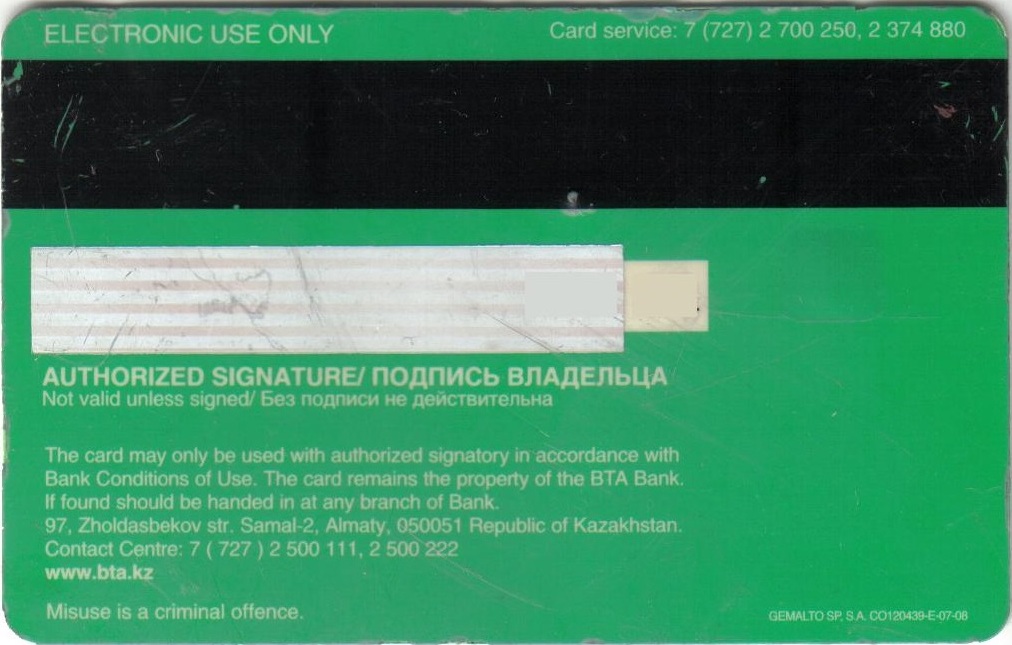 ELECTRONIC USE ONLY
Card service: 7 (727) 2 700 250, 2 374 880
AUTHORIZED SIGNATURE/ ПОДПИСЬ ВЛАДЕЛЬЦА
Not valid unless signed/ Без подписи не действительна
The card may only be used with authorized signatory in accordance with
Bank Conditions of Use. The card remains the property of the BTA Bank.
If found should be handed in at any branch of Bank.
97, Zholdasbekov str. Samal-2, Almaty, 050051 Republic of Kazakhstan.
Contact Centre: 7 ( 727 ) 2 500 111, 2 500 222
www.bta.kz
Misuse is a criminal offence.
GEMALTO SP, S.A. CO120439-E-07-08